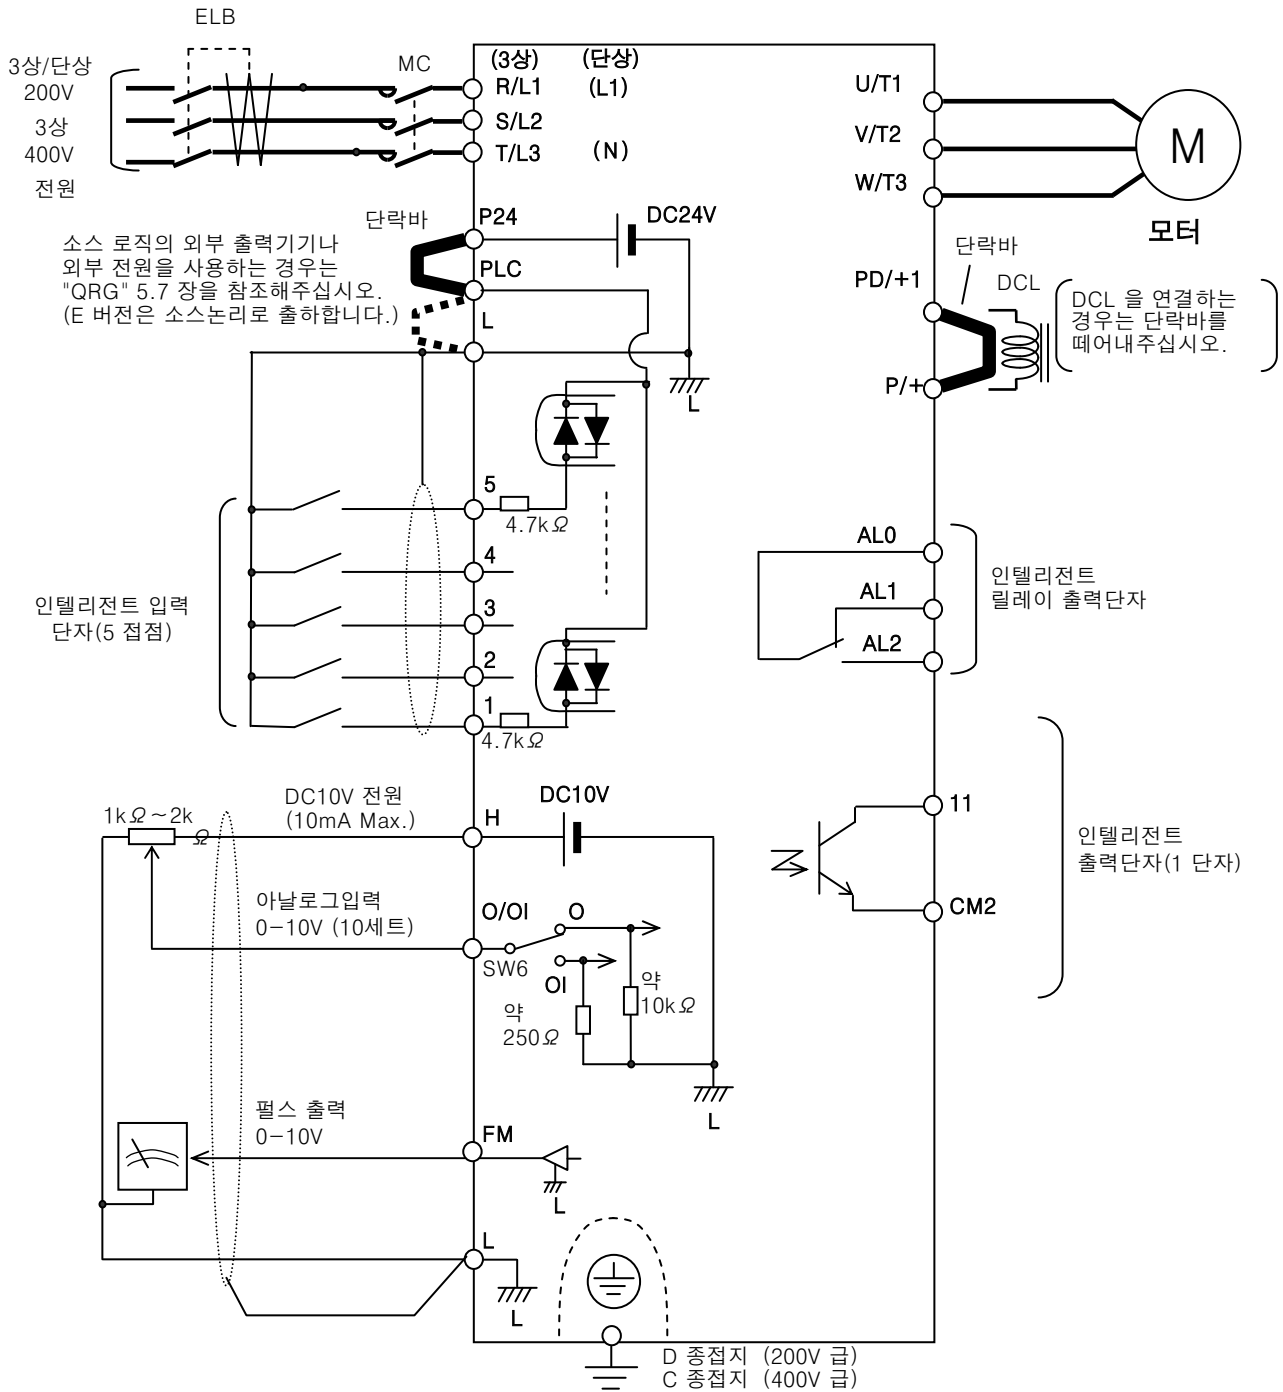 ELB
3상/단상
200V
3상
400V
전원
MC
(3상)
(단상)
R/L1
(L1)
S/L2
T/L3
(N)
U/T1
V/T2
W/T3
M
모터
단락바
P24
DC24V
소스 로직의 외부 출력기기나
외부 전원을 사용하는 경우는
"QRG" 5.7 장을 참조해주십시오.
(E 버전은 소스논리로 출하합니다.)
PLC
L
L
PD/+1
단락바
DCL
DCL 을 연결하는
경우는 단락바를
떼어내주십시오.
P/+
5
4.7kΩ
4
3
2
1
4.7kΩ
인텔리전트 입력
단자(5 접점)
AL0
AL1
AL2
인텔리전트
릴레이 출력단자
DC10V 전원
(10mA Max.)
1kΩ~2k
Ω
H
DC10V
11
CM2
인텔리전트
출력단자(1 단자)
아날로그입력
0-10V (10세트)
O/OI
O
SW6
OI
약
10kΩ
약
250Ω
L
펄스 출력
0-10V
FM
L
L
L
D 종접지 (200V 급)
C 종접지 (400V 급)